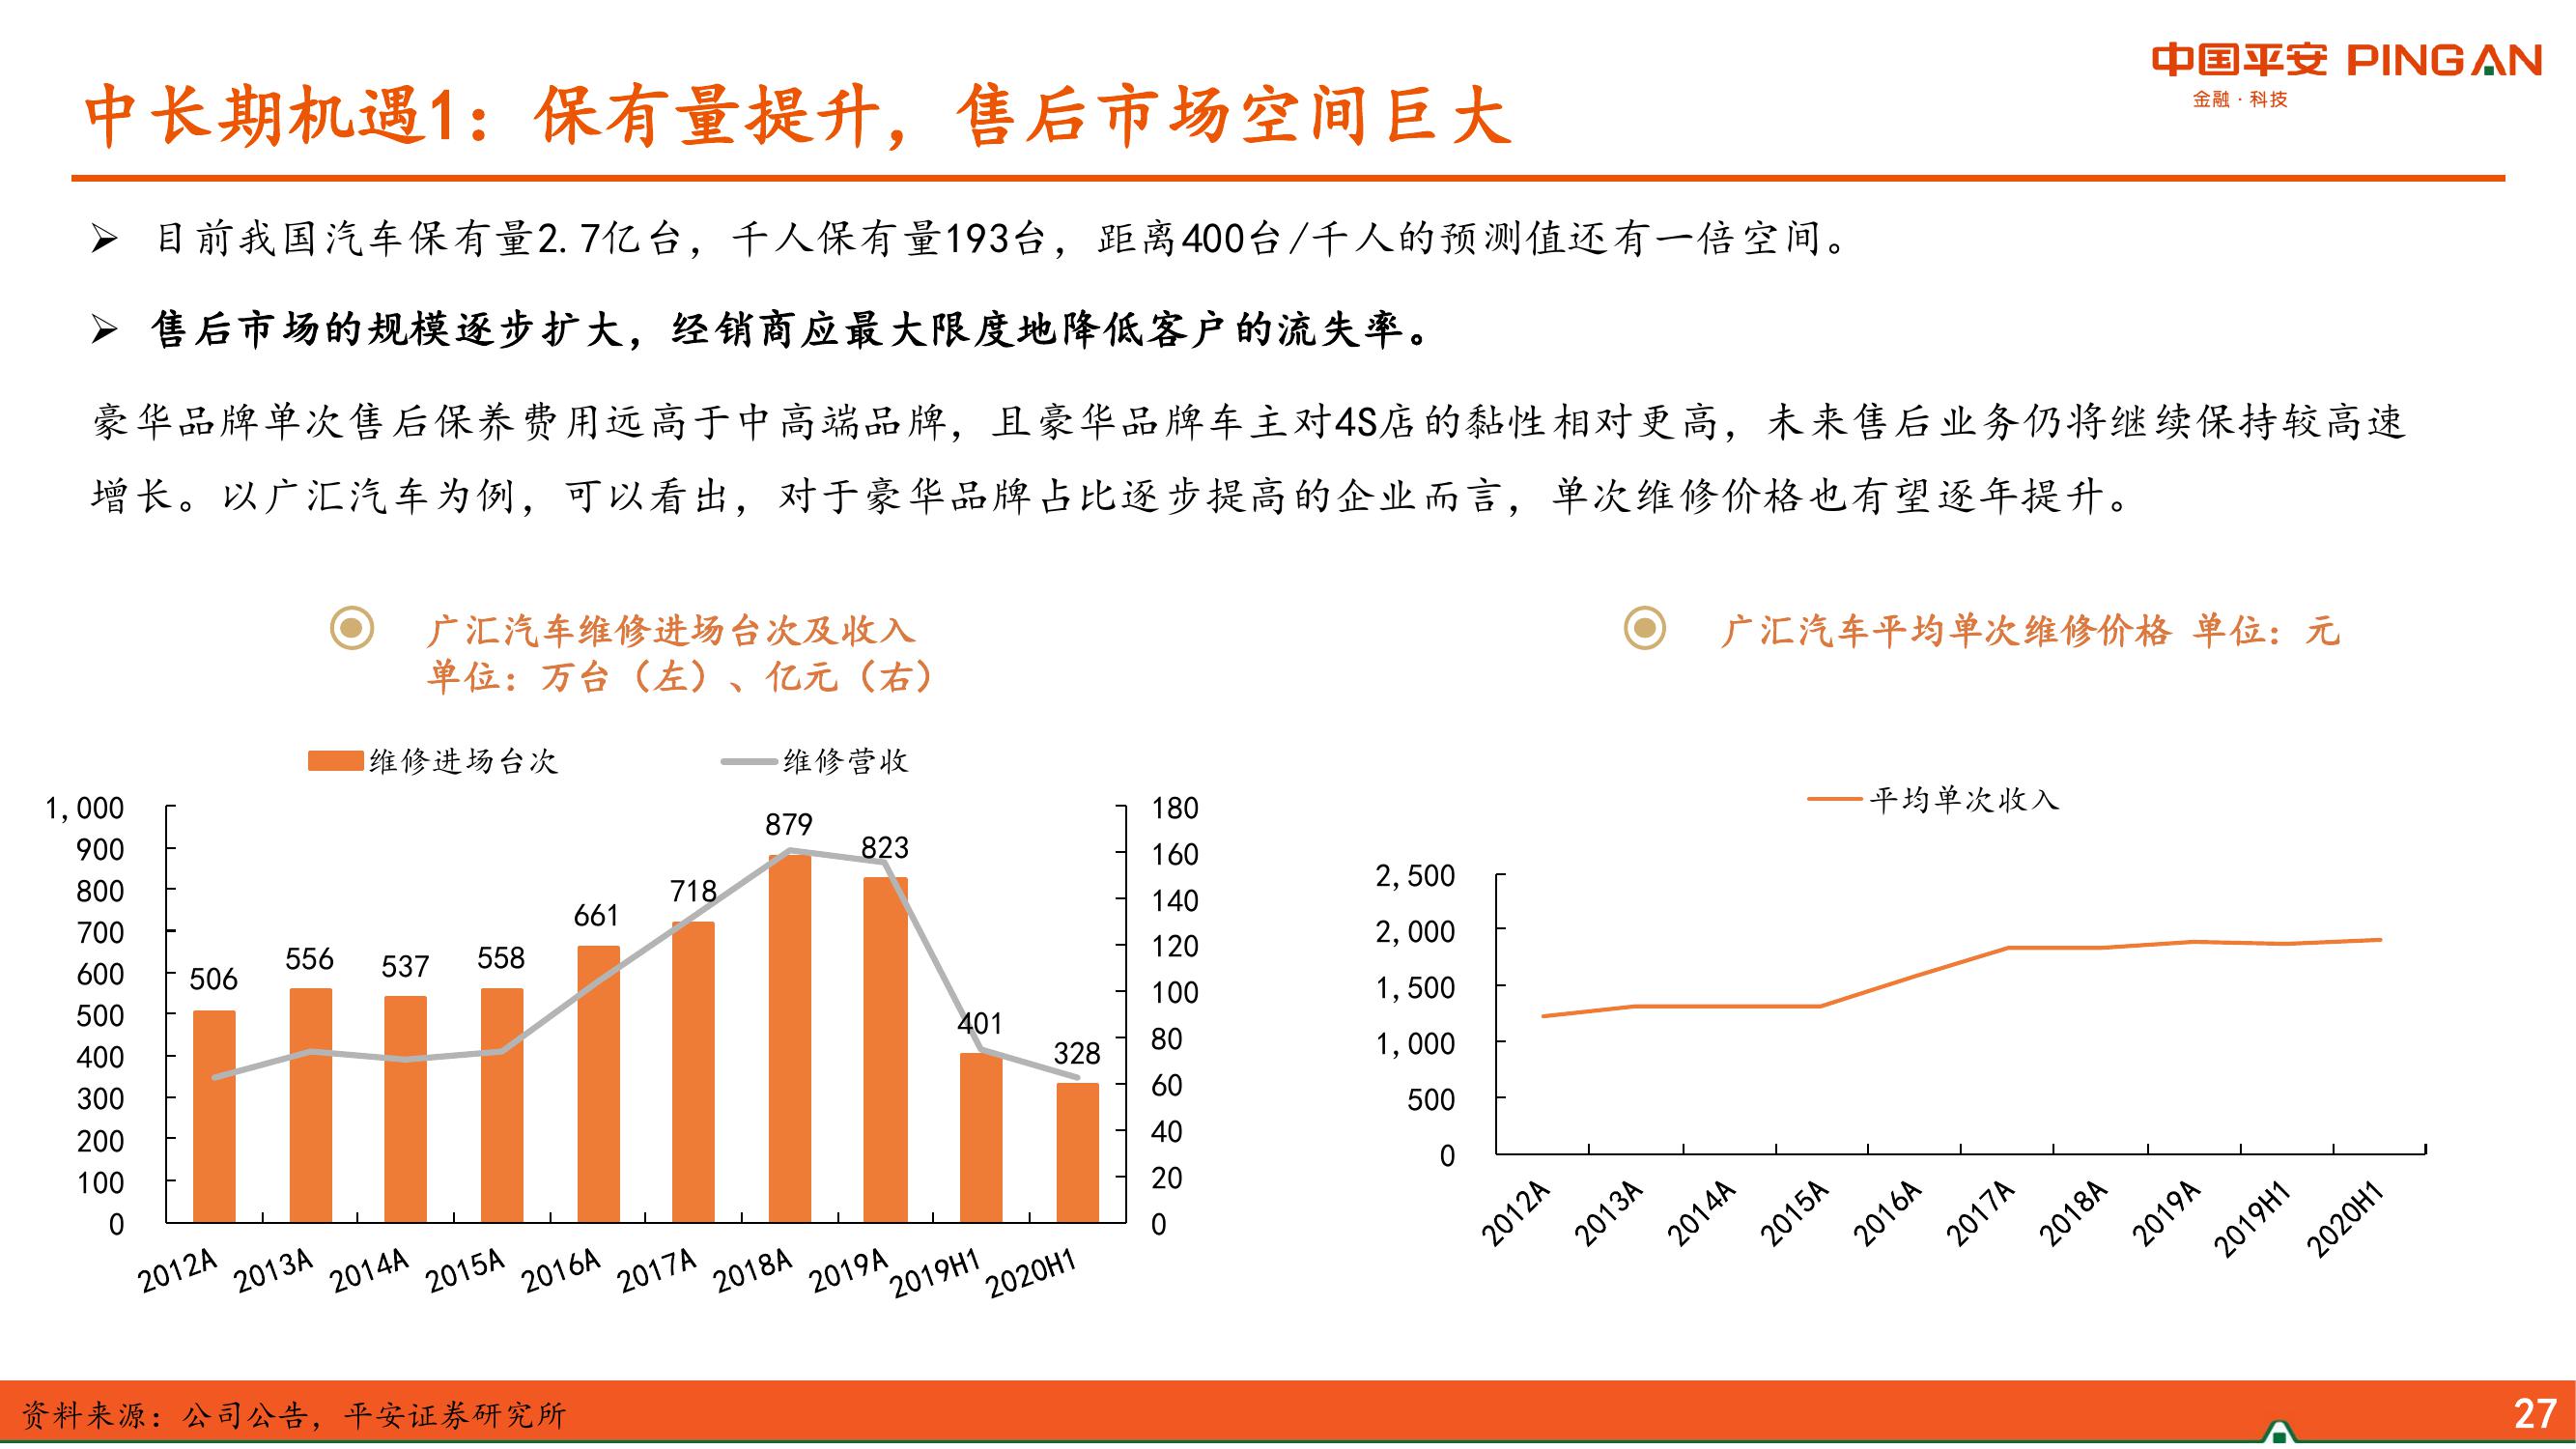 中国平安 PINGAN
金融·科技
中长期机遇1：保有量提升，售后市场空间巨大
➢ 目前我国汽车保有量2.7亿台，千人保有量193台，距离400台/千人的预测值还有一倍空间。
➢ 售后市场的规模逐步扩大，经销商应最大限度地降低客户的流失率。
豪华品牌单次售后保养费用远高于中高端品牌，且豪华品牌车主对4S店的黏性相对更高，未来售后业务仍将继续保持较高速
增长。以广汇汽车为例，可以看出，对于豪华品牌占比逐步提高的企业而言，单次维修价格也有望逐年提升。
广汇汽车维修进场台次及收入
单位：万台（左）、亿元（右）
维修进场台次 维修营收
1,000
900
800
700
600
500
400
300
200
100
0
506
556
537
558
661
718
879
823
401
328
180
160
140
120
100
80
60
40
20
0
2012A 2013A 2014A 2015A 2016A 2017A 2018A 2019A 2019H1 2020H1
广汇汽车平均单次维修价格 单位：元
平均单次收入
2,500
2,000
1,500
1,000
500
0
2012A 2013A 2014A 2015A 2016A 2017A 2018A 2019A 2019H1 2020H1
资料来源：公司公告，平安证券研究所
27